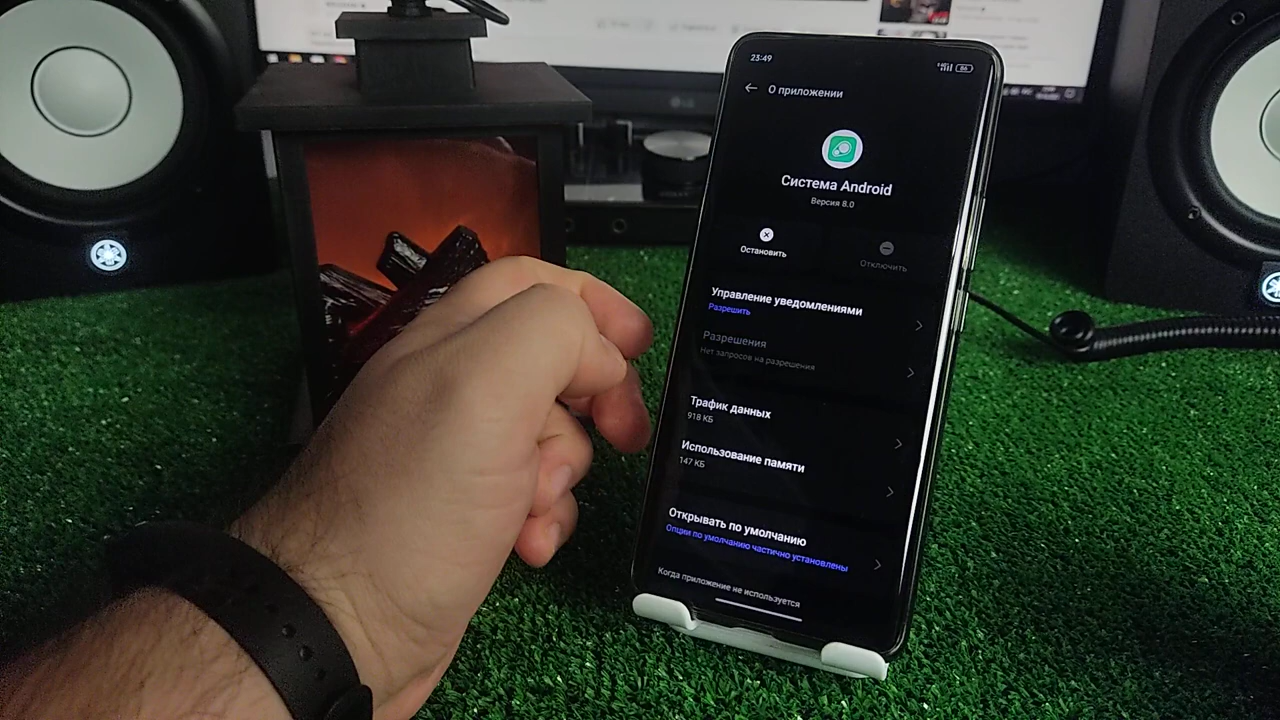 23:49
86
О приложении
Система Android
Версия 8.0
Остановить
Отключить
Управление уведомлениями
Разрешить
Разрешения
Нет запросов на разрешения
Трафик данных
918 КБ
Использование памяти
147 КБ
Открывать по умолчанию
Опции по умолчанию частично установлены
Когда приложение не используется
LG